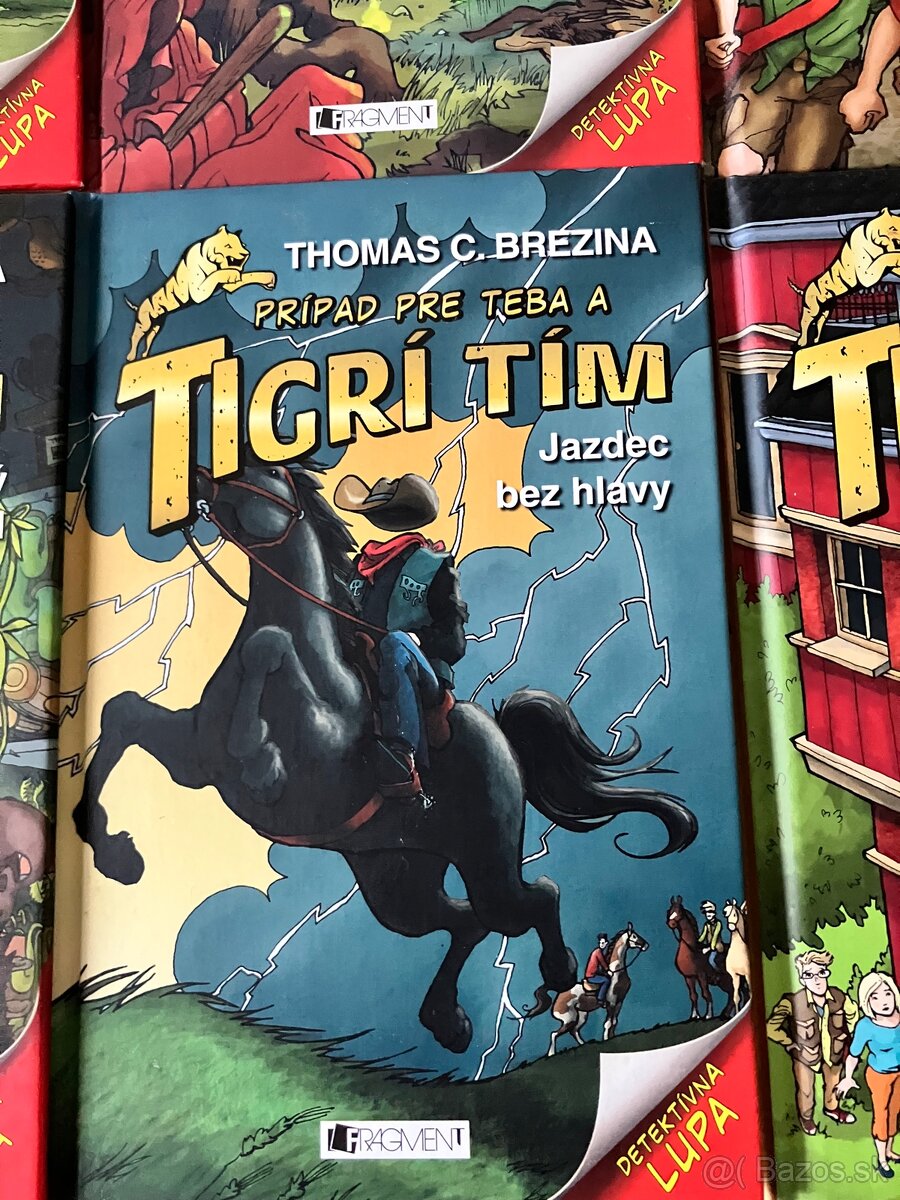 FRAGMENT
DETEKTÍVNA
LUPA
LUPA
THOMAS C. BREZINA
PRÍPAD PRE TEBA A
TIGRÍ TÍM
Jazdec
bez hlavy
FRAGMENT
DETEKTÍVNA
LUPA
Bazos.sk